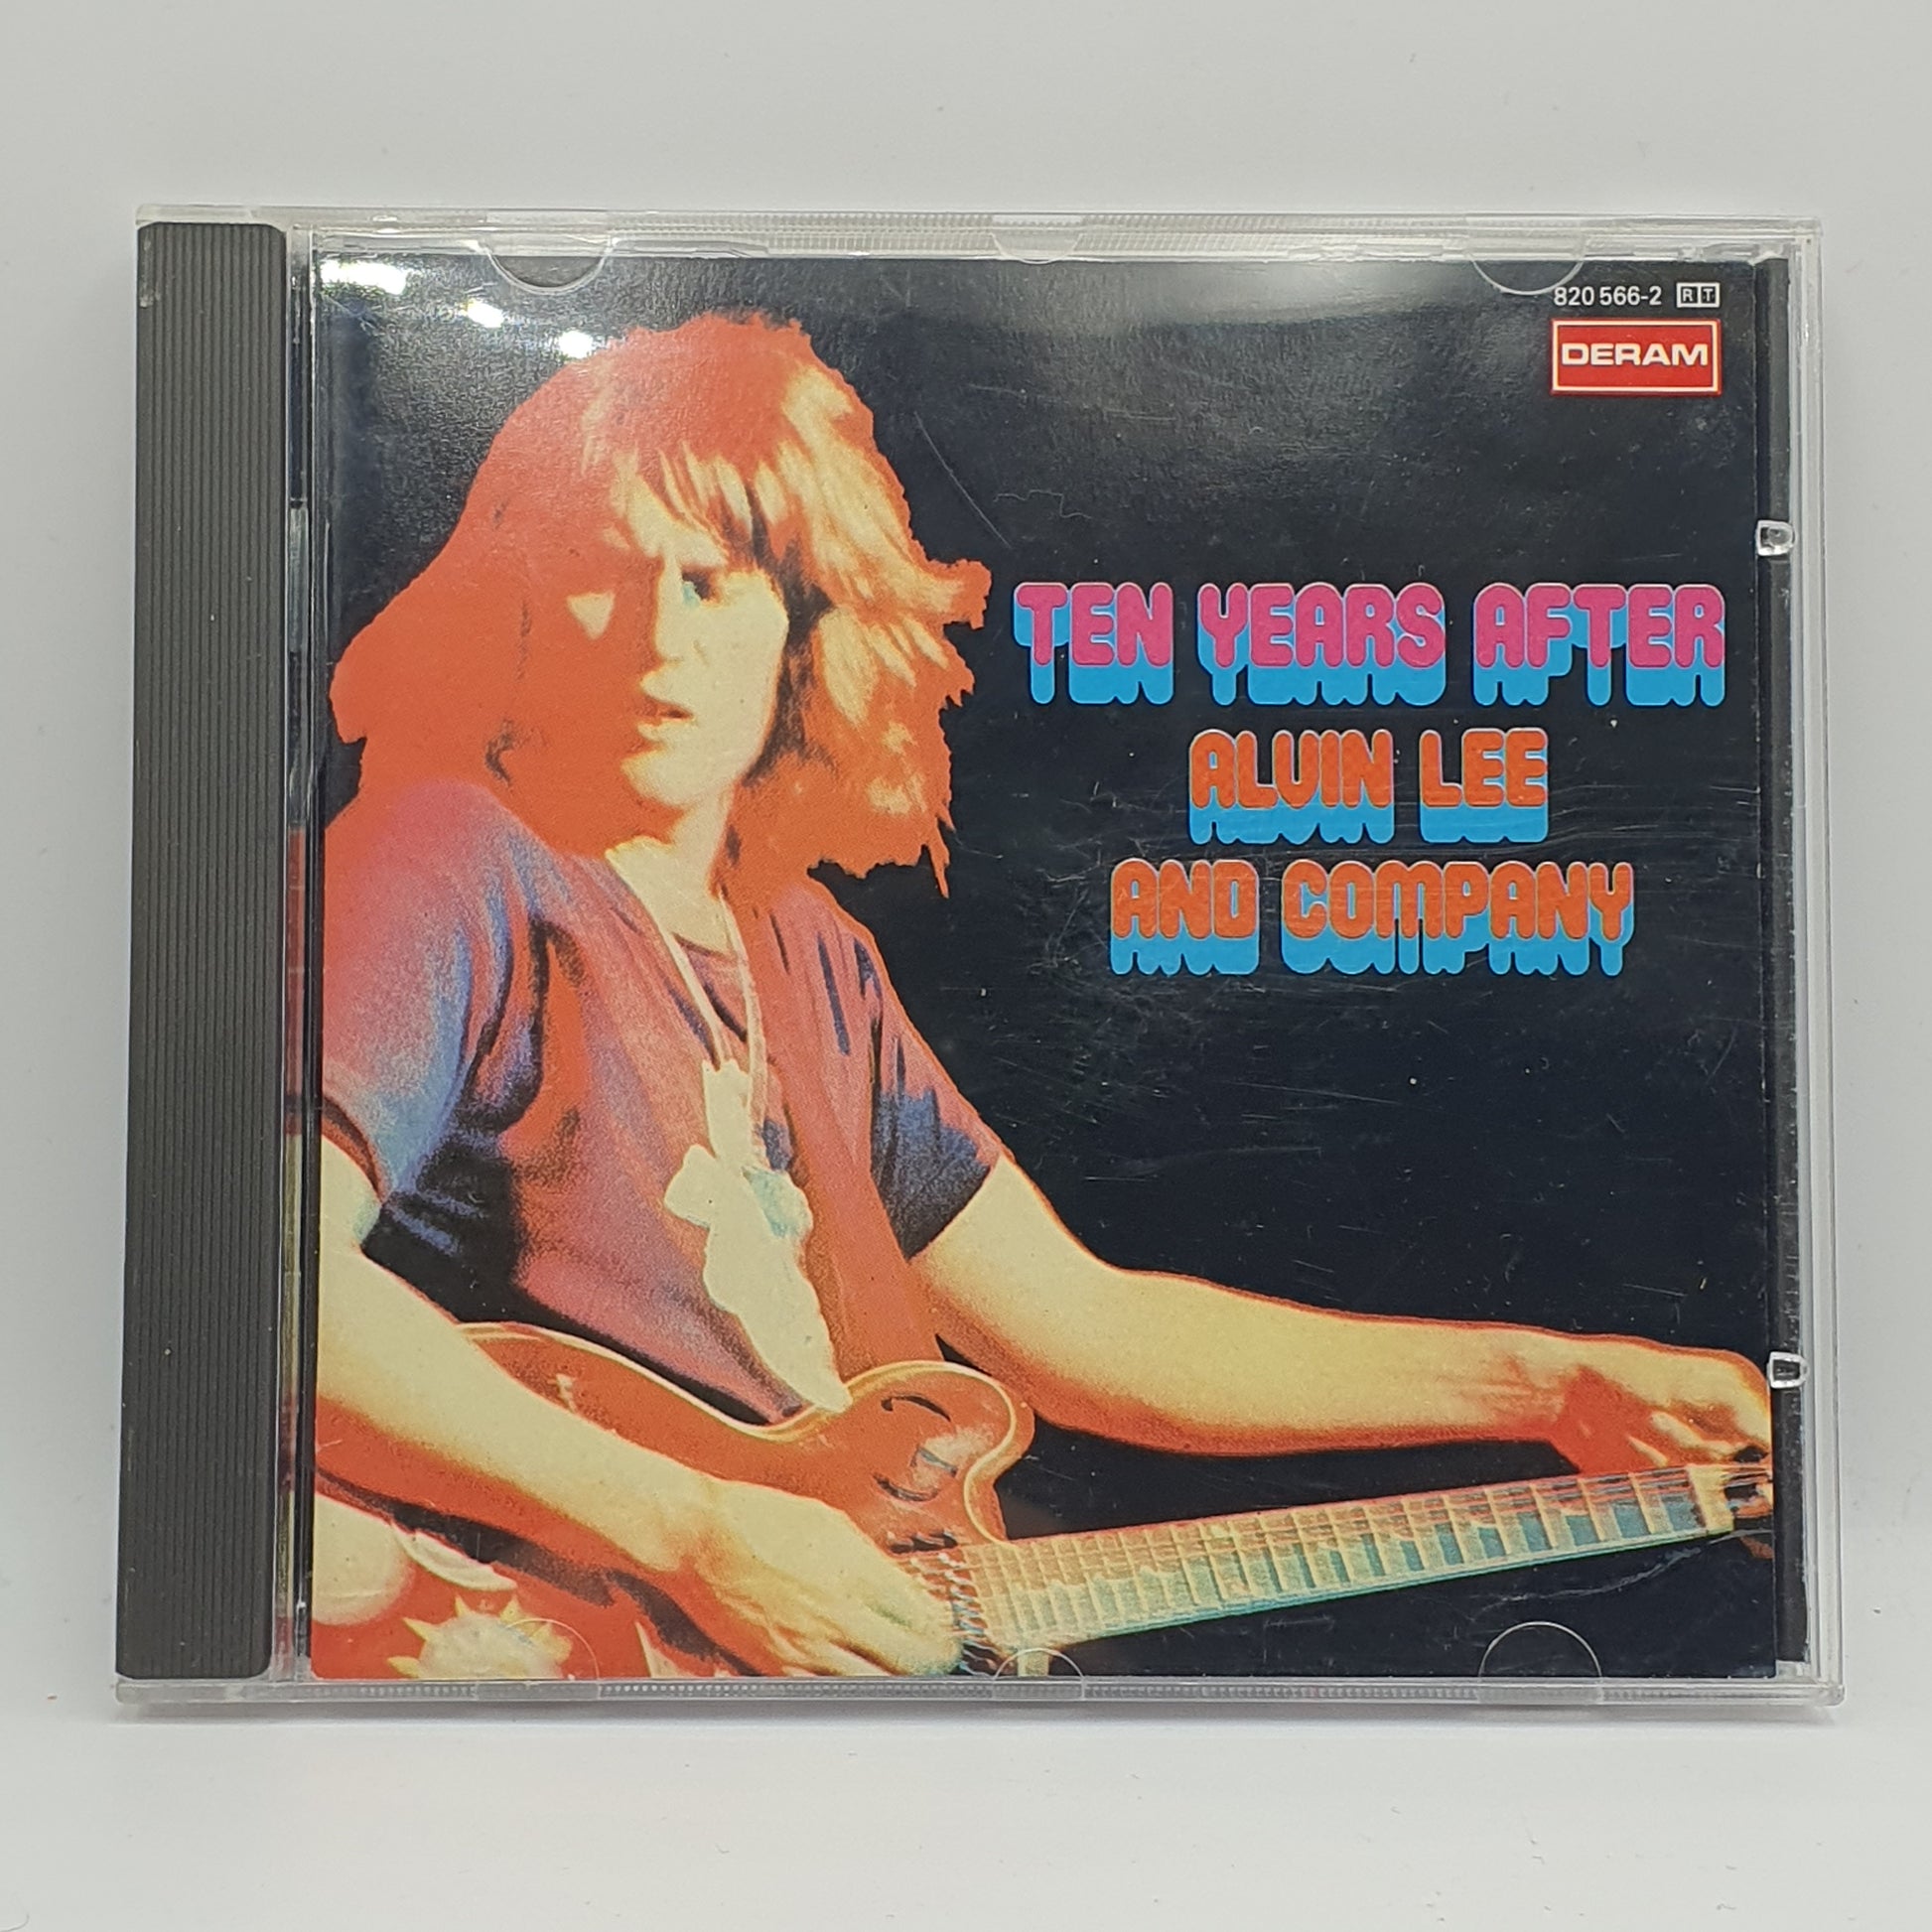 820 566-2 RT
DERAM
TEN YEARS AFTER
ALVIN LEE
AND COMPANY